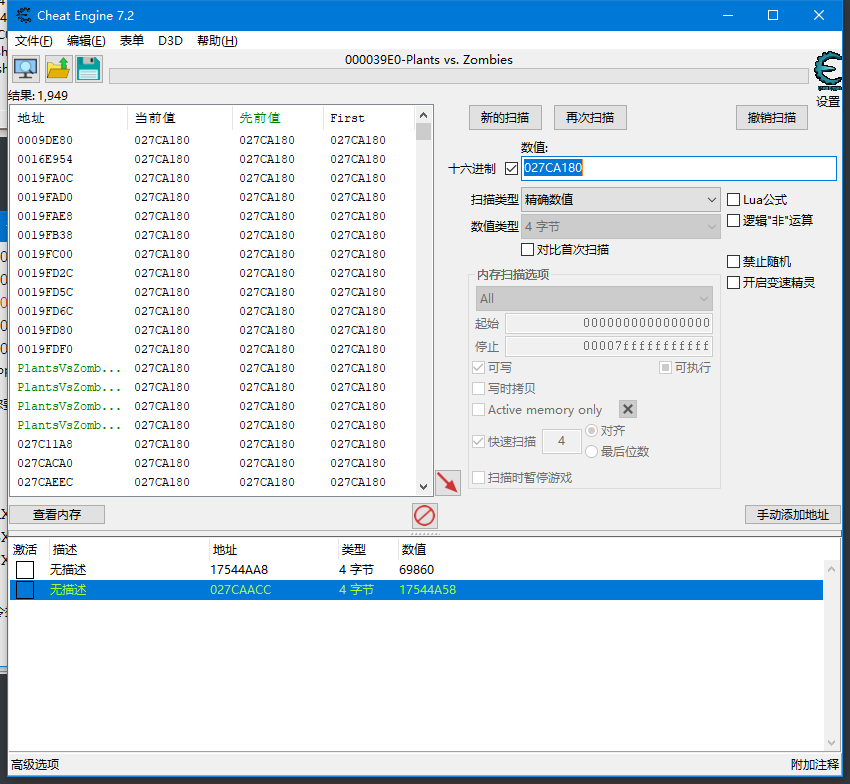 Cheat Engine 7.2
文件(F) 编辑(E) 表单 D3D 帮助(H)
000039E0-Plants vs. Zombies
结果: 1,949
设置
地址 当前值 先前值 First
0009DE80 027CA180 027CA180 027CA180
0016E954 027CA180 027CA180 027CA180
0019FA0C 027CA180 027CA180 027CA180
0019FAD0 027CA180 027CA180 027CA180
0019FAE8 027CA180 027CA180 027CA180
0019FB38 027CA180 027CA180 027CA180
0019FC00 027CA180 027CA180 027CA180
0019FD2C 027CA180 027CA180 027CA180
0019FD5C 027CA180 027CA180 027CA180
0019FD6C 027CA180 027CA180 027CA180
0019FD80 027CA180 027CA180 027CA180
0019FDF0 027CA180 027CA180 027CA180
PlantsVsZomb... 027CA180 027CA180 027CA180
PlantsVsZomb... 027CA180 027CA180 027CA180
PlantsVsZomb... 027CA180 027CA180 027CA180
PlantsVsZomb... 027CA180 027CA180 027CA180
027C11A8 027CA180 027CA180 027CA180
027CACA0 027CA180 027CA180 027CA180
027CAEEC 027CA180 027CA180 027CA180
新的扫描 再次扫描 撤销扫描
数值:
十六进制 027CA180
扫描类型 精确数值 Lua公式
数值类型 4 字节 逻辑"非"运算
对比首次扫描
禁止随机
开启变速精灵
内存扫描选项
All
起始 0000000000000000
停止 00007fffffffffff
可写 可执行
写时拷贝
Active memory only
快速扫描 4 对齐
最后位数
扫描时暂停游戏
查看内存 手动添加地址
激活 描述 地址 类型 数值
无描述 17544AA8 4 字节 69860
无描述 027CAACC 4 字节 17544A58
高级选项 附加注释